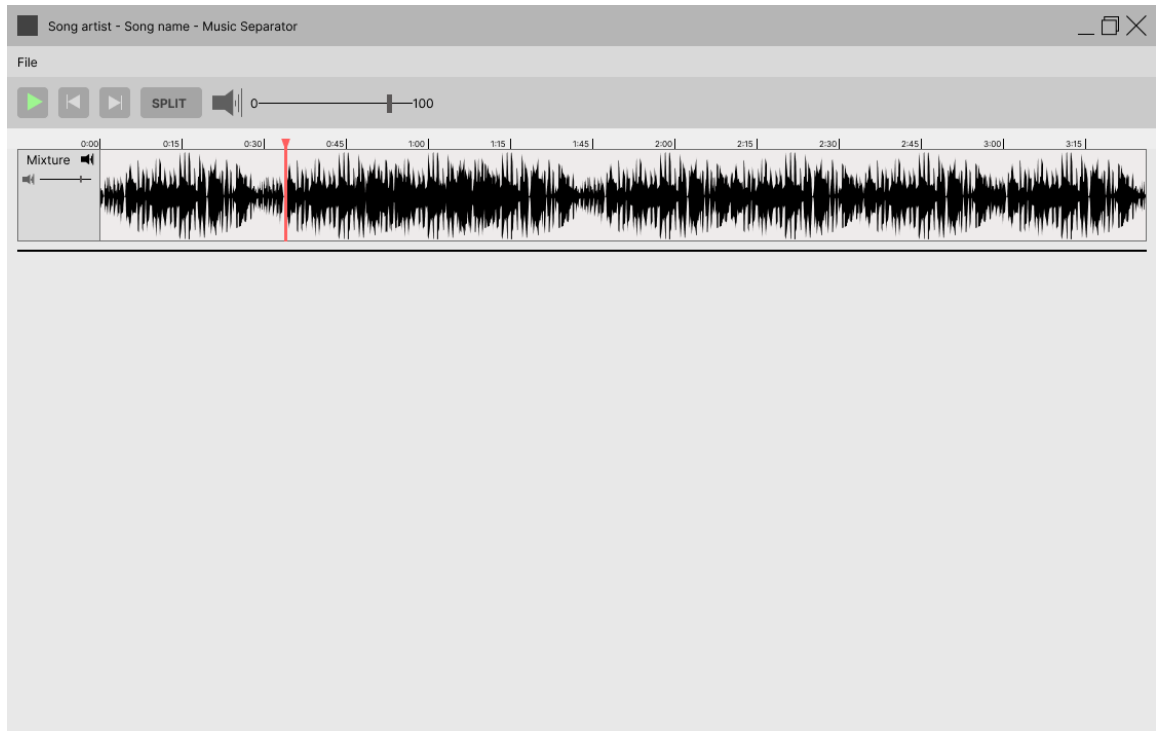 Song artist - Song name - Music Separator
File
SPLIT 0 100
0:00 0:15 0:30 0:45 1:00 1:15 1:45 2:00 2:15 2:30 2:45 3:00 3:15
Mixture